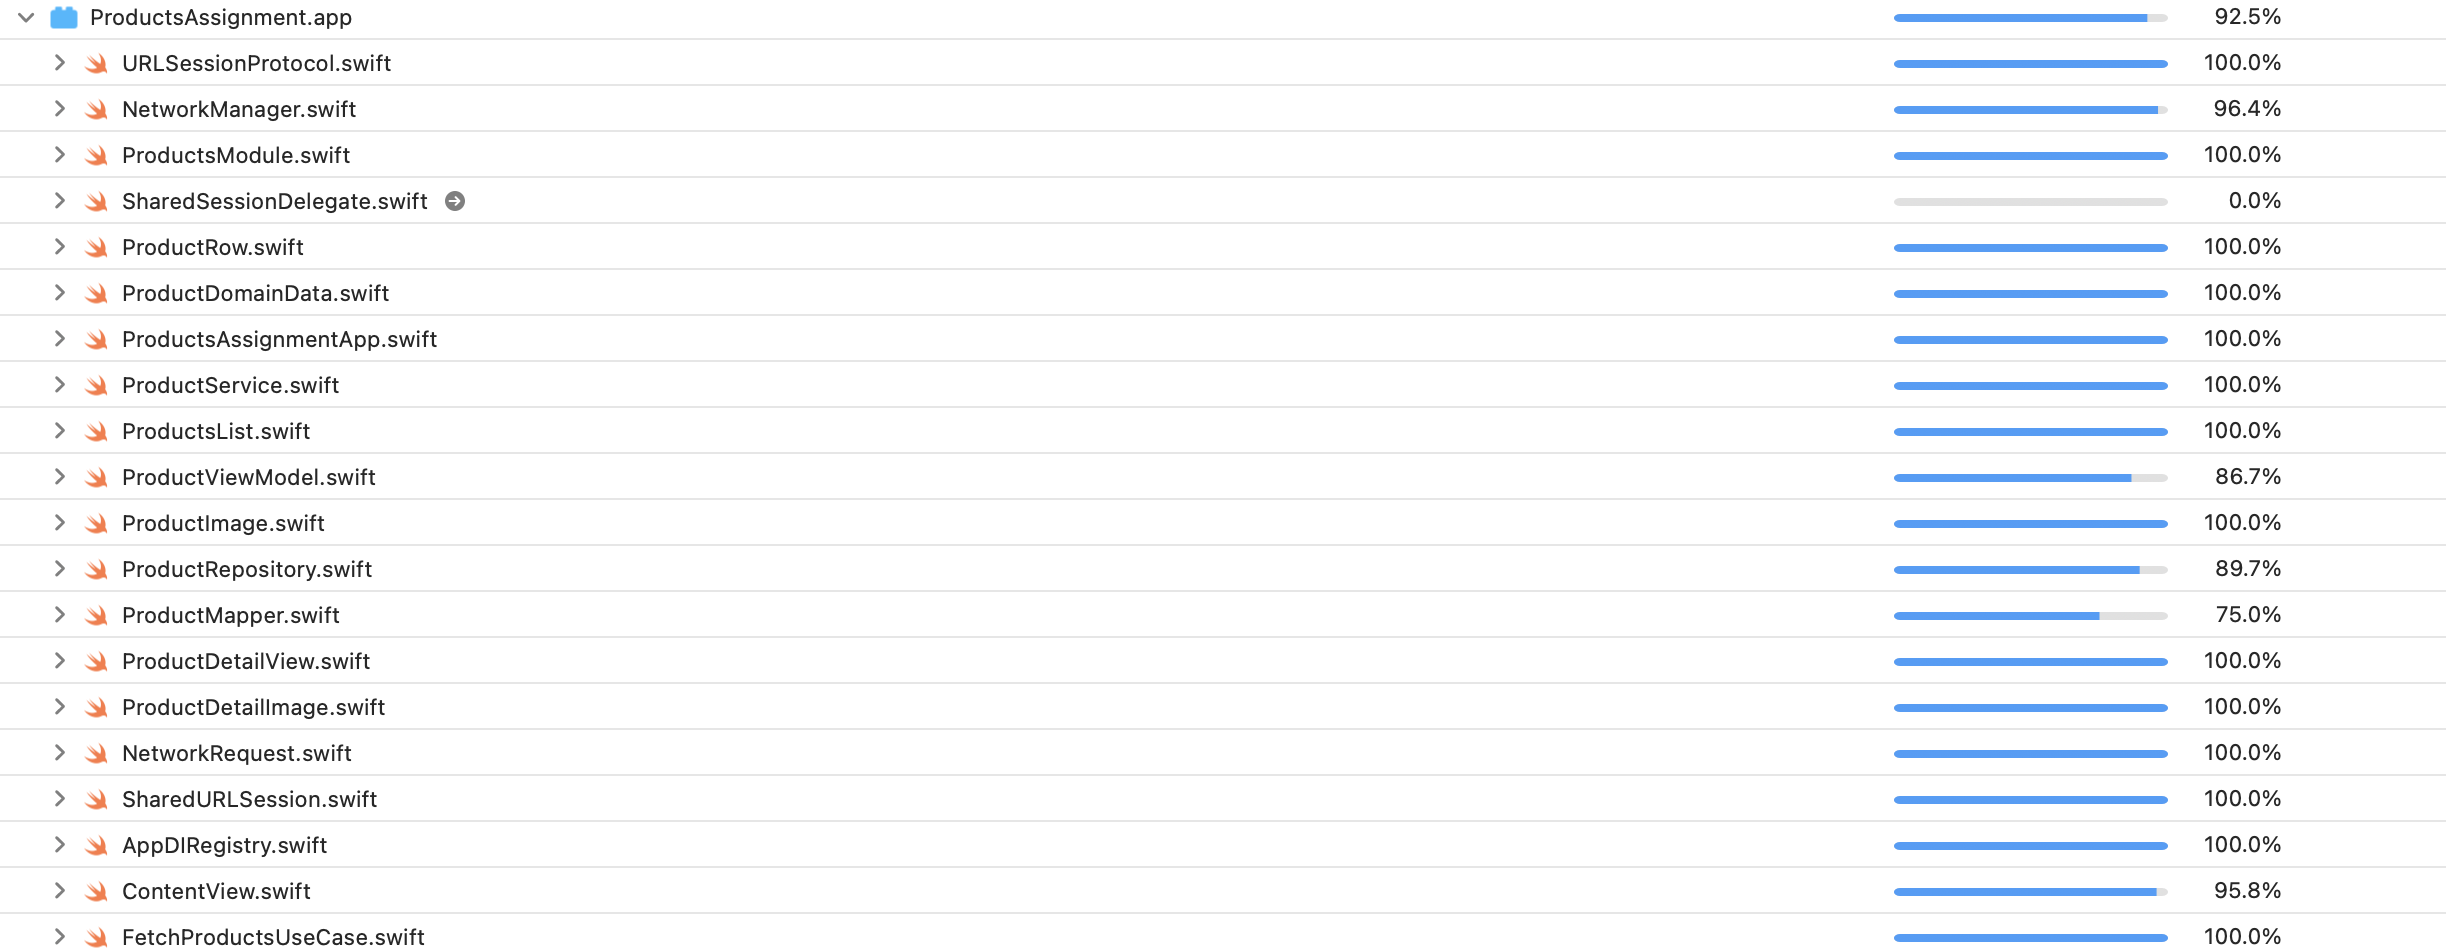 ProductsAssignment.app 92.5%
URLSessionProtocol.swift 100.0%
NetworkManager.swift 96.4%
ProductsModule.swift 100.0%
SharedSessionDelegate.swift 0.0%
ProductRow.swift 100.0%
ProductDomainData.swift 100.0%
ProductsAssignmentApp.swift 100.0%
ProductService.swift 100.0%
ProductsList.swift 100.0%
ProductViewModel.swift 86.7%
ProductImage.swift 100.0%
ProductRepository.swift 89.7%
ProductMapper.swift 75.0%
ProductDetailView.swift 100.0%
ProductDetailImage.swift 100.0%
NetworkRequest.swift 100.0%
SharedURLSession.swift 100.0%
AppDIRegistry.swift 100.0%
ContentView.swift 95.8%
FetchProductsUseCase.swift 100.0%